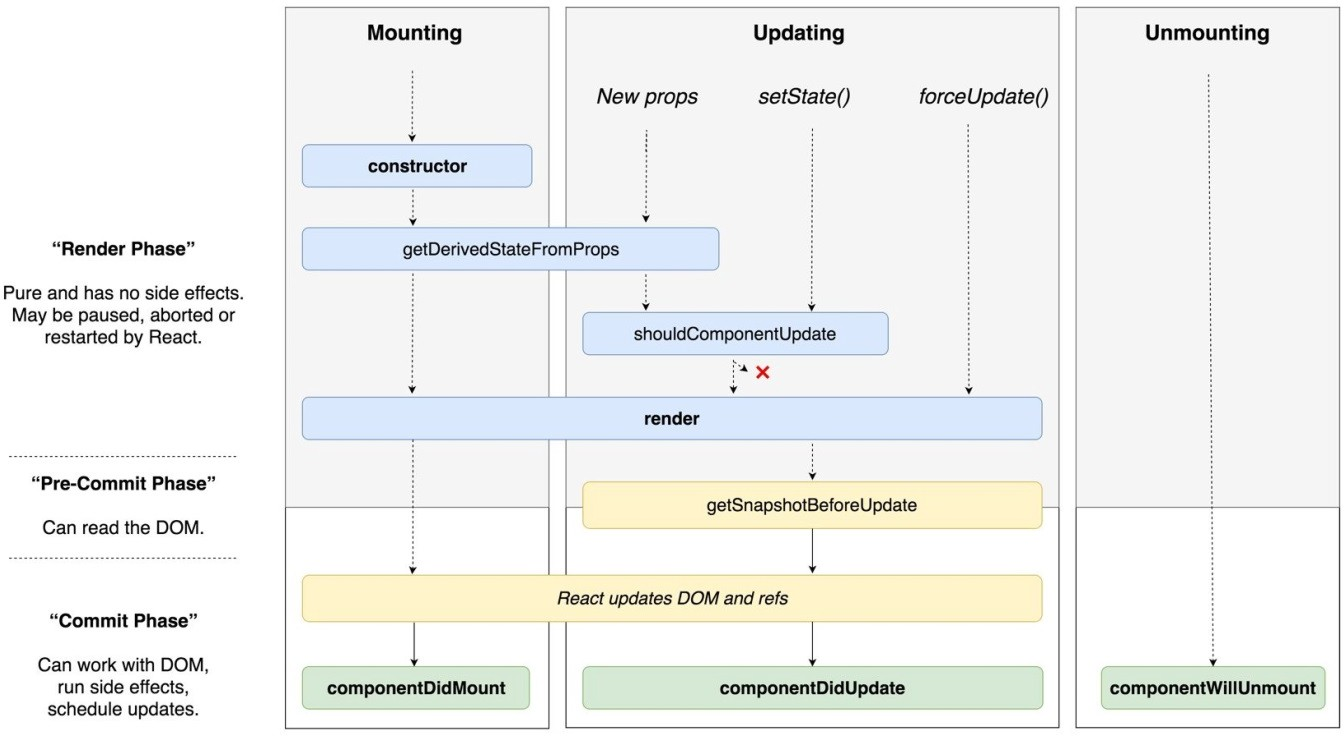 Mounting
Updating
Unmounting
New props
setState()
forceUpdate()
constructor
“Render Phase”
getDerivedStateFromProps
Pure and has no side effects.
May be paused, aborted or
restarted by React.
shouldComponentUpdate
render
“Pre-Commit Phase”
getSnapshotBeforeUpdate
Can read the DOM.
React updates DOM and refs
“Commit Phase”
Can work with DOM,
run side effects,
schedule updates.
componentDidMount
componentDidUpdate
componentWillUnmount